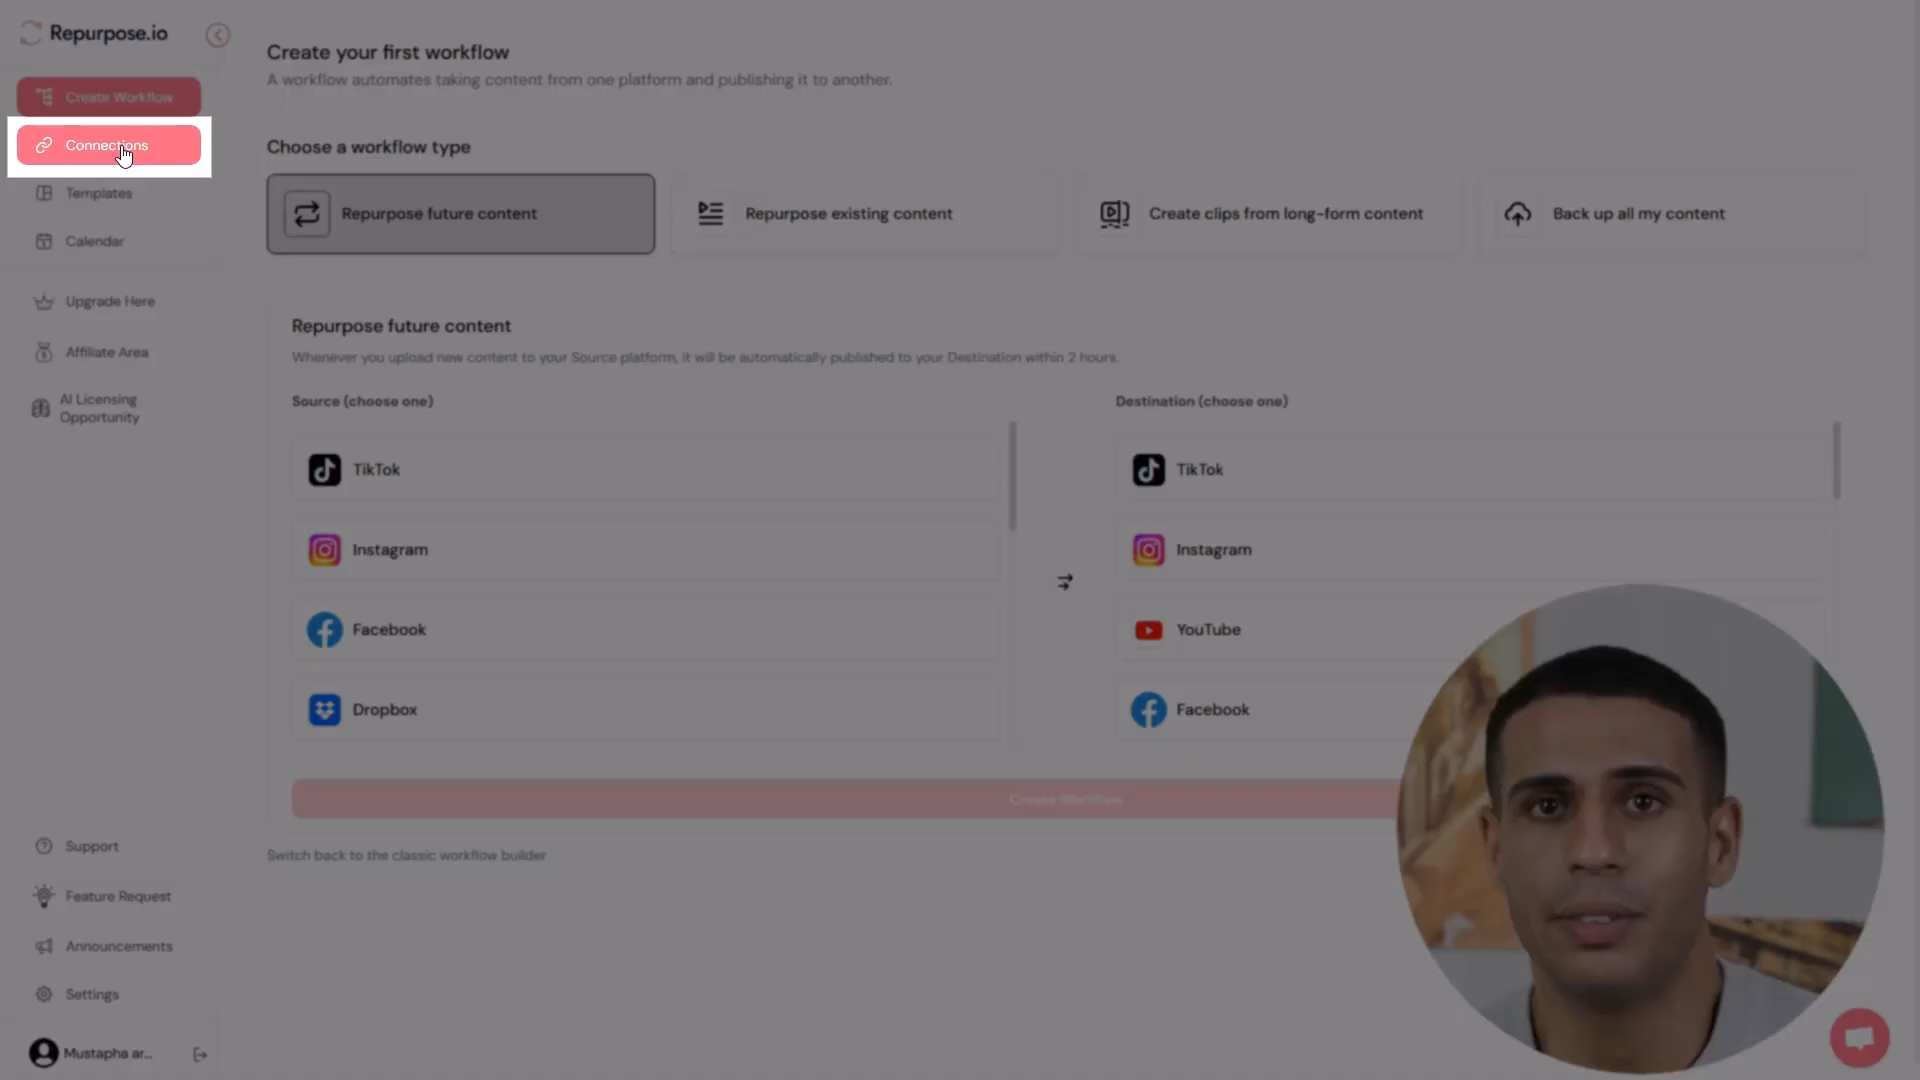 Repurpose.io
Create Workflow
Connections
Templates
Calendar
Upgrade Here
Affiliate Area
AI Licensing
Opportunity
Support
Feature Request
Announcements
Settings
Mustapha ar...
Create your first workflow
A workflow automates taking content from one platform and publishing it to another.
Choose a workflow type
Repurpose future content
Repurpose existing content
Create clips from long-form content
Back up all my content
Repurpose future content
Whenever you upload new content to your Source platform, it will be automatically published to your Destination within 2 hours.
Source (choose one)
TikTok
Instagram
Facebook
Dropbox
Destination (choose one)
TikTok
Instagram
YouTube
Facebook
Create Workflow
Switch back to the classic workflow builder